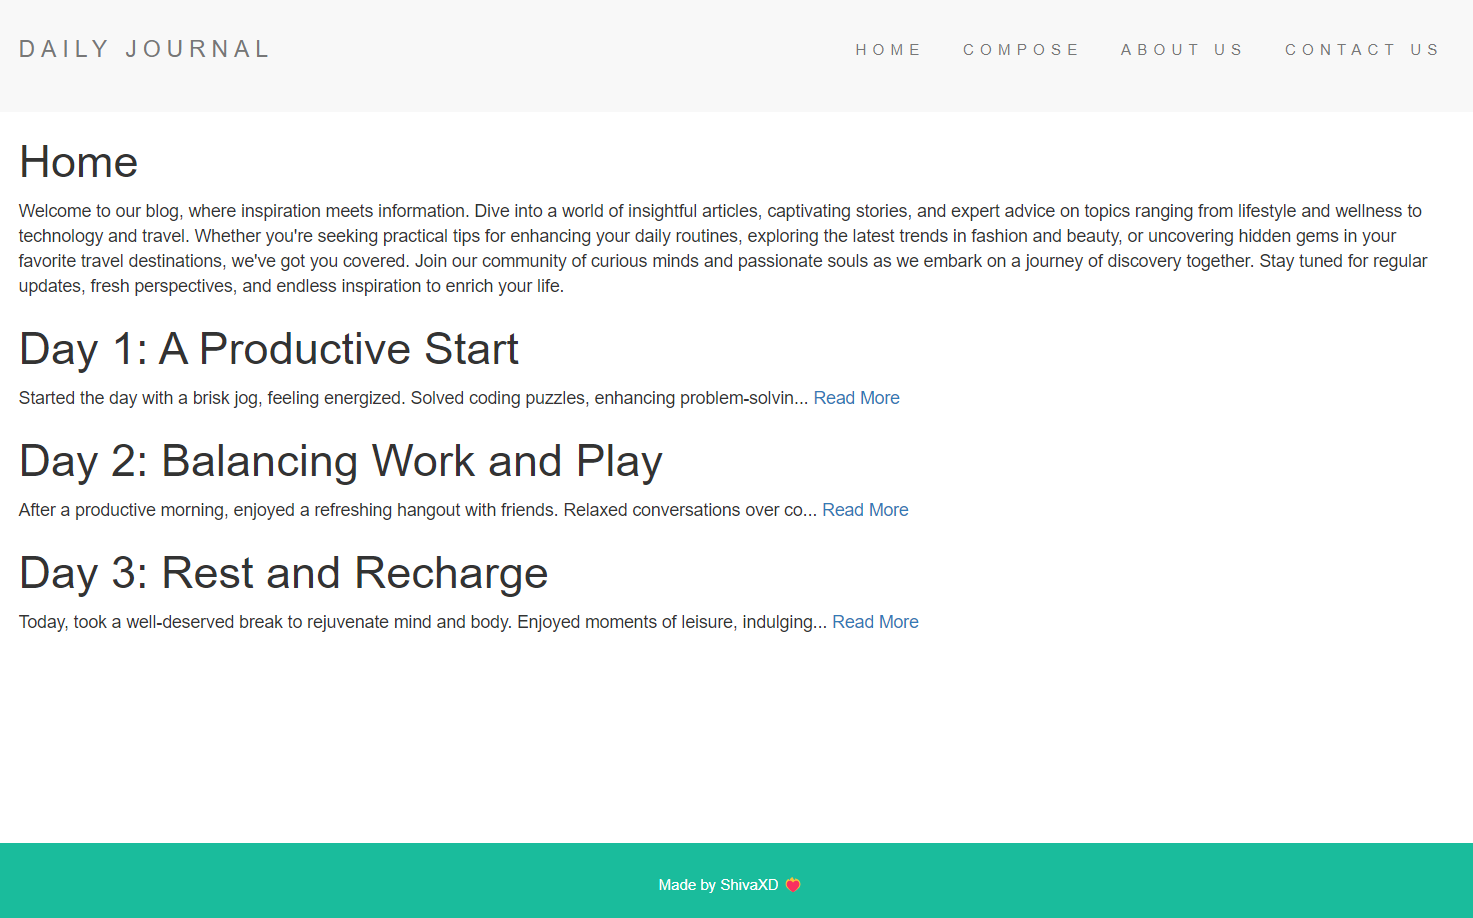 DAILY JOURNAL
HOME COMPOSE ABOUT US CONTACT US
Home
Welcome to our blog, where inspiration meets information. Dive into a world of insightful articles, captivating stories, and expert advice on topics ranging from lifestyle and wellness to
technology and travel. Whether you're seeking practical tips for enhancing your daily routines, exploring the latest trends in fashion and beauty, or uncovering hidden gems in your
favorite travel destinations, we've got you covered. Join our community of curious minds and passionate souls as we embark on a journey of discovery together. Stay tuned for regular
updates, fresh perspectives, and endless inspiration to enrich your life.
Day 1: A Productive Start
Started the day with a brisk jog, feeling energized. Solved coding puzzles, enhancing problem-solvin... Read More
Day 2: Balancing Work and Play
After a productive morning, enjoyed a refreshing hangout with friends. Relaxed conversations over co... Read More
Day 3: Rest and Recharge
Today, took a well-deserved break to rejuvenate mind and body. Enjoyed moments of leisure, indulging... Read More
Made by ShivaXD